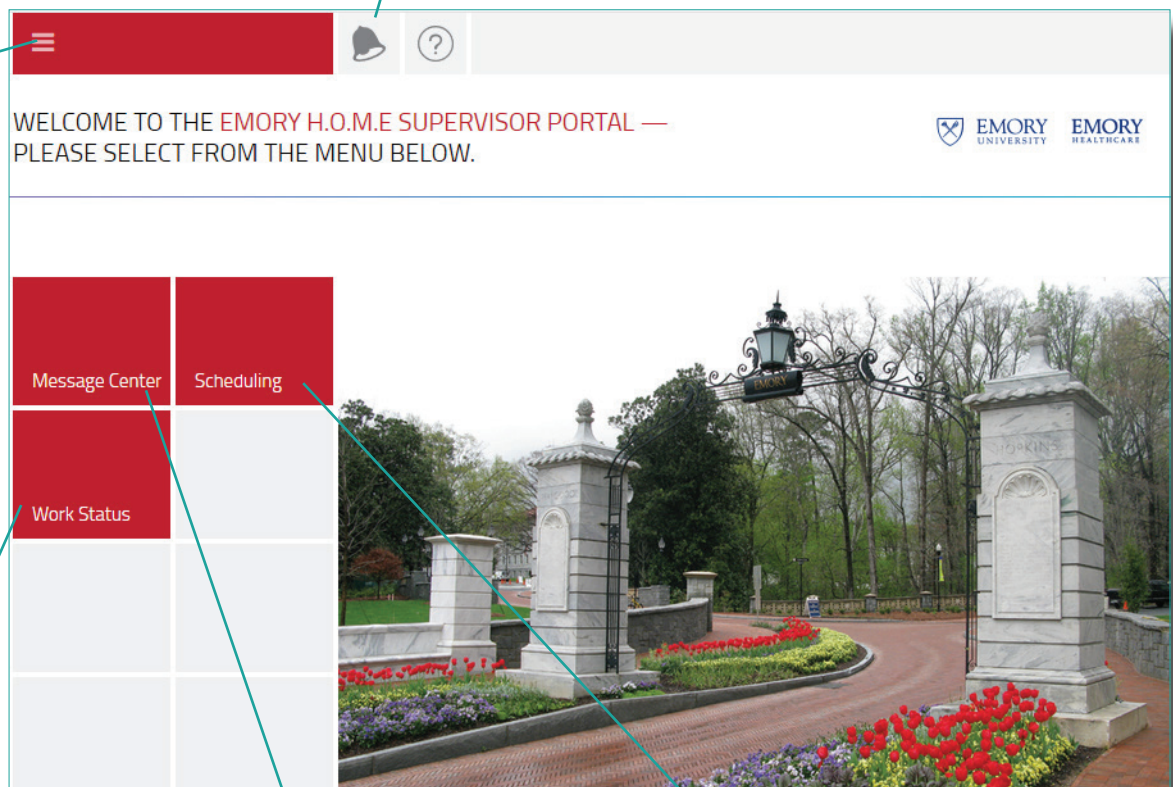 WELCOME TO THE EMORY H.O.M.E SUPERVISOR PORTAL —
PLEASE SELECT FROM THE MENU BELOW.
EMORY
UNIVERSITY
EMORY
HEALTHCARE
Message Center
Scheduling
Work Status
EMORY
HOPKINS